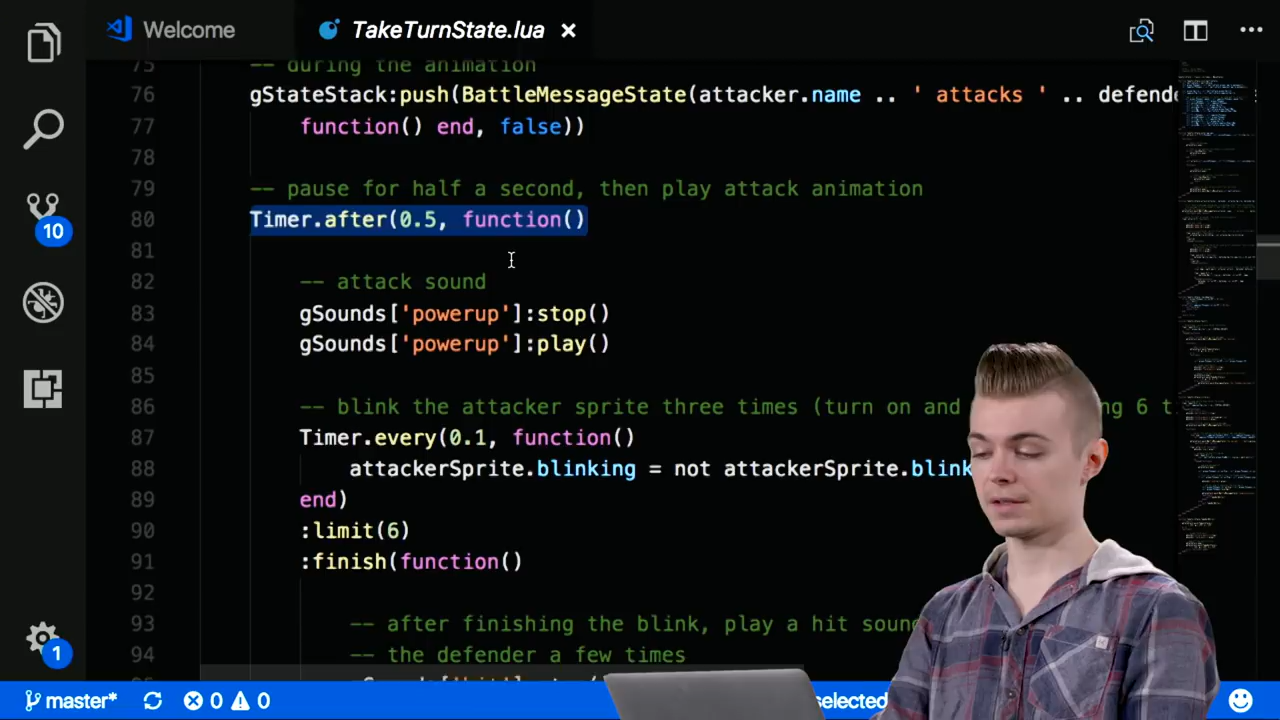 Welcome
TakeTurnState.lua
75 -- during the animation
76 gStateStack:push(BattleMessageState(attacker.name .. ' attacks ' ..
77 function() end, false))
78
79 -- pause for half a second, then play attack animation
80 Timer.after(0.5, function()
81
82 -- attack sound
83 gSounds['powerup']:stop()
84 gSounds['powerup']:play()
85
86 -- blink the attacker sprite three times (turn on and 6
87 Timer.every(0.1, function()
88 attackerSprite.blinking = not attackerSprite.blink
89 end)
90 :limit(6)
91 :finish(function()
92
93 -- after finishing the blink, play a hit
94 -- the defender a few times
10
1
master* 0 0 selected